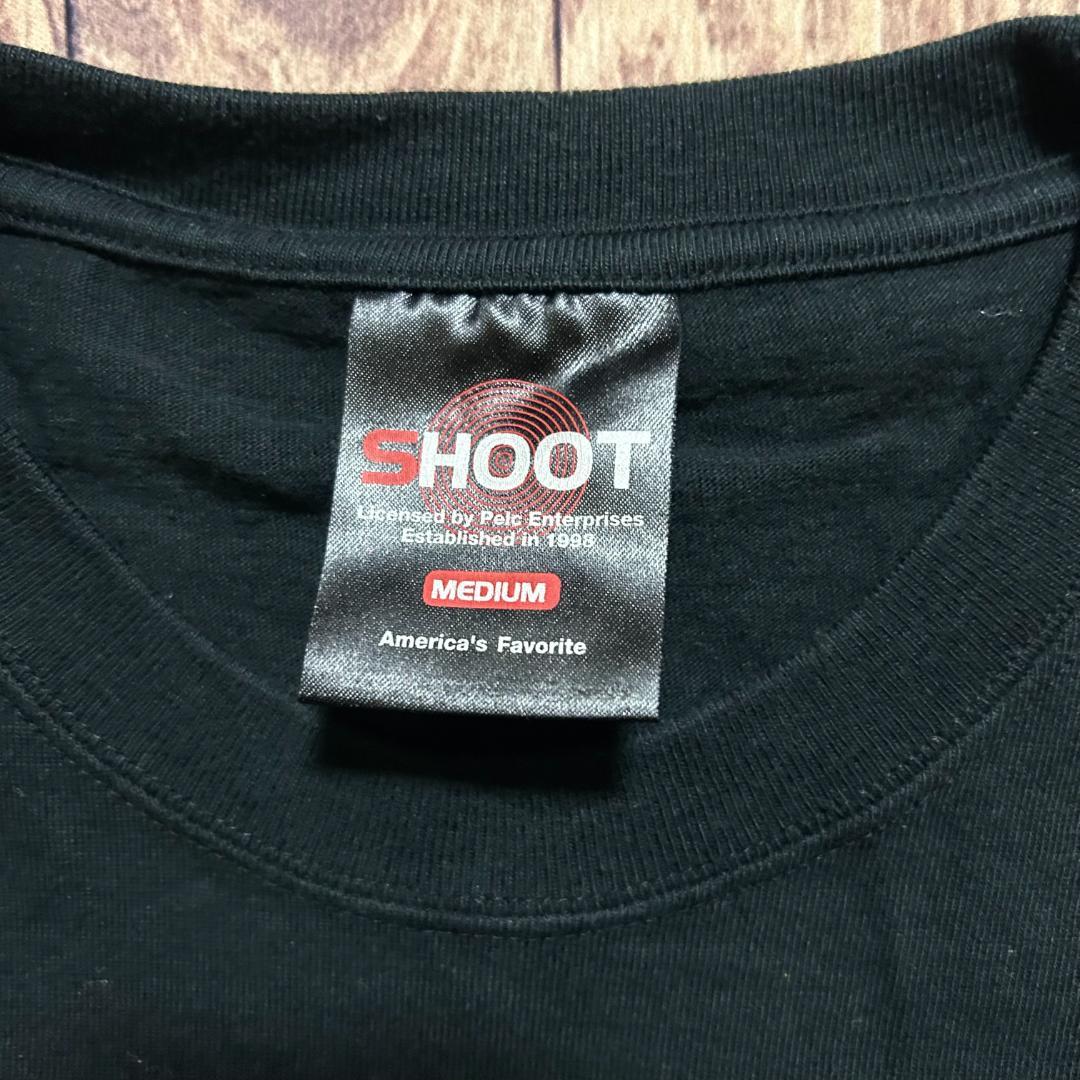 SHOOT
Licensed by Pelc Enterprises
Established in 1998
MEDIUM
America's Favorite